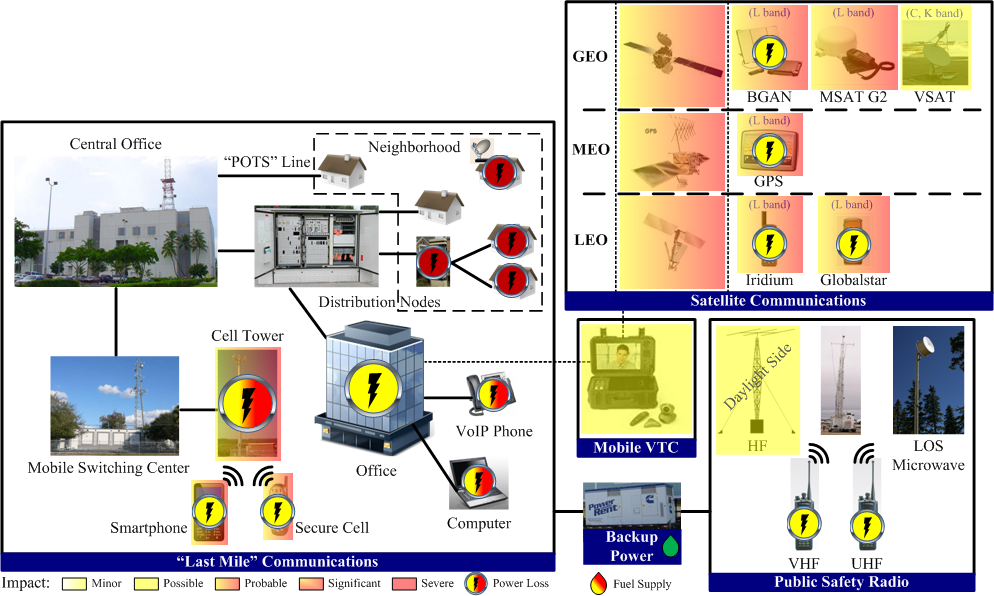 (L band)
(L band)
(C, K band)
GEO
BGAN
MSAT G2
VSAT
(L band)
MEO
GPS
GPS
(L band)
(L band)
LEO
Iridium
Globalstar
Satellite Communications
Central Office
Neighborhood
“POTS” Line
Distribution Nodes
Cell Tower
Mobile Switching Center
Office
VoIP Phone
Smartphone
Secure Cell
Computer
“Last Mile” Communications
Mobile VTC
Power
Rent
Backup
Power
Daylight Side
HF
LOS
Microwave
VHF
UHF
Public Safety Radio
Impact:
Minor
Possible
Probable
Significant
Severe
Power Loss
Fuel Supply